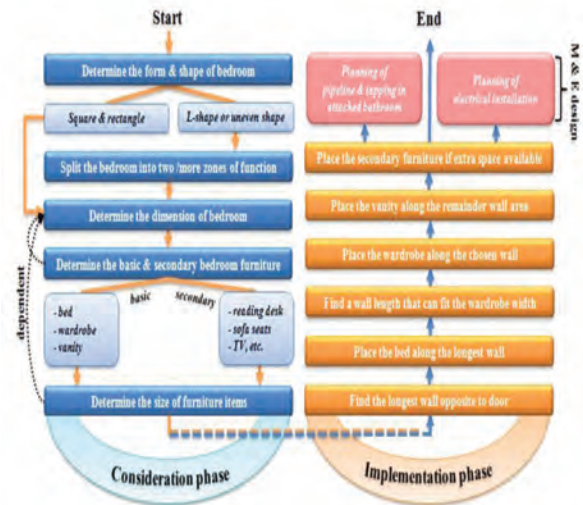 Start
Determine the form & shape of bedroom
Square & rectangle
L-shape or uneven shape
Split the bedroom into two /more zones of function
Determine the dimension of bedroom
Determine the basic & secondary bedroom furniture
basic
secondary
- bed
- wardrobe
- vanity
- reading desk
- sofa seats
- TV, etc.
Determine the size of furniture items
dependent
Consideration phase
End
Planning of
pipeline & tapping in
attached bathroom
Planning of
electrical installation
M & E design
Place the secondary furniture if extra space available
Place the vanity along the remainder wall area
Place the wardrobe along the chosen wall
Find a wall length that can fit the wardrobe width
Place the bed along the longest wall
Find the longest wall opposite to door
Implementation phase